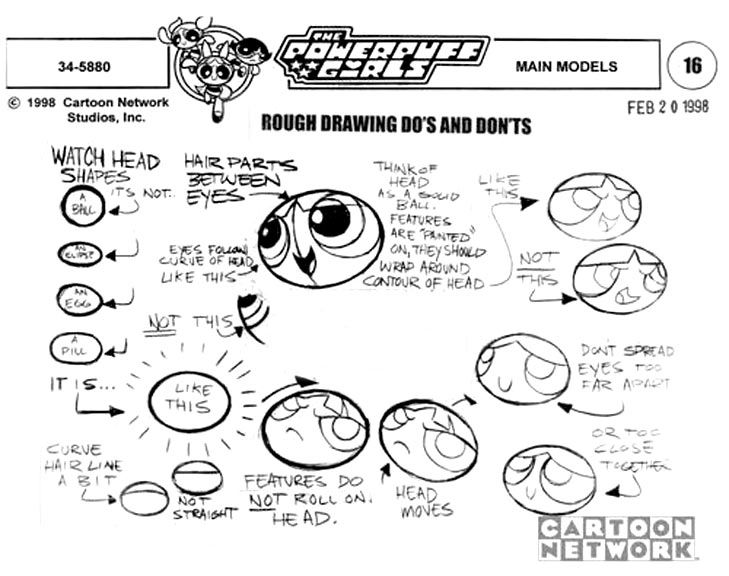 34-5880
THE
POWERPUFF
GIRLS
MAIN MODELS
16
© 1998 Cartoon Network
Studios, Inc.
FEB 20 1998
ROUGH DRAWING DO'S AND DON'TS
WATCH HEAD
SHAPES
IT'S NOT..
A
BALL
AN
ELIPSE
AN
EGG
A
PILL
IT IS...
LIKE
THIS
HAIR PARTS
BETWEEN
EYES
EYES FOLLOW
CURVE OF HEAD
LIKE THIS
NOT THIS
THINK OF
HEAD
AS A SOLID
BALL.
FEATURES
ARE "PAINTED"
ON, THEY SHOULD
WRAP AROUND
CONTOUR OF HEAD
LIKE
THIS
NOT
THIS
CURVE
HAIR LINE
A BIT
NOT
STRAIGHT
FEATURES DO
NOT ROLL ON.
HEAD.
HEAD
MOVES
DON'T SPREAD
EYES TOO
FAR APART
OR TOO
CLOSE
TOGETHER
CARTOON
NETWORK